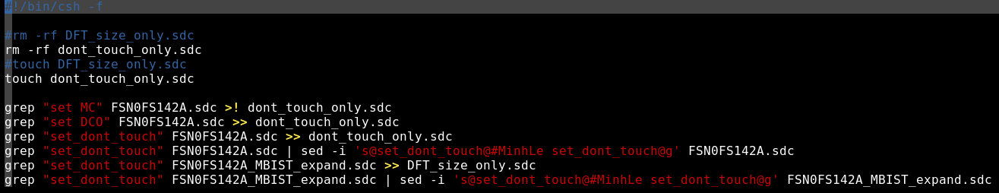 #!/bin/csh -f
#rm -rf DFT_size_only.sdc
rm -rf dont_touch_only.sdc
#touch DFT_size_only.sdc
touch dont_touch_only.sdc
grep "set MC" FSN0FS142A.sdc >! dont_touch_only.sdc
grep "set DCO" FSN0FS142A.sdc >> dont_touch_only.sdc
grep "set_dont_touch" FSN0FS142A.sdc >> dont_touch_only.sdc
grep "set_dont_touch" FSN0FS142A.sdc | sed -i 's@set_dont_touch@#MinhLe set_dont_touch@g' FSN0FS142A.sdc
grep "set_dont_touch" FSN0FS142A_MBIST_expand.sdc >> DFT_size_only.sdc
grep "set_dont_touch" FSN0FS142A_MBIST_expand.sdc | sed -i 's@set_dont_touch@#MinhLe set_dont_touch@g' FSN0FS142A_MBIST_expand.sdc